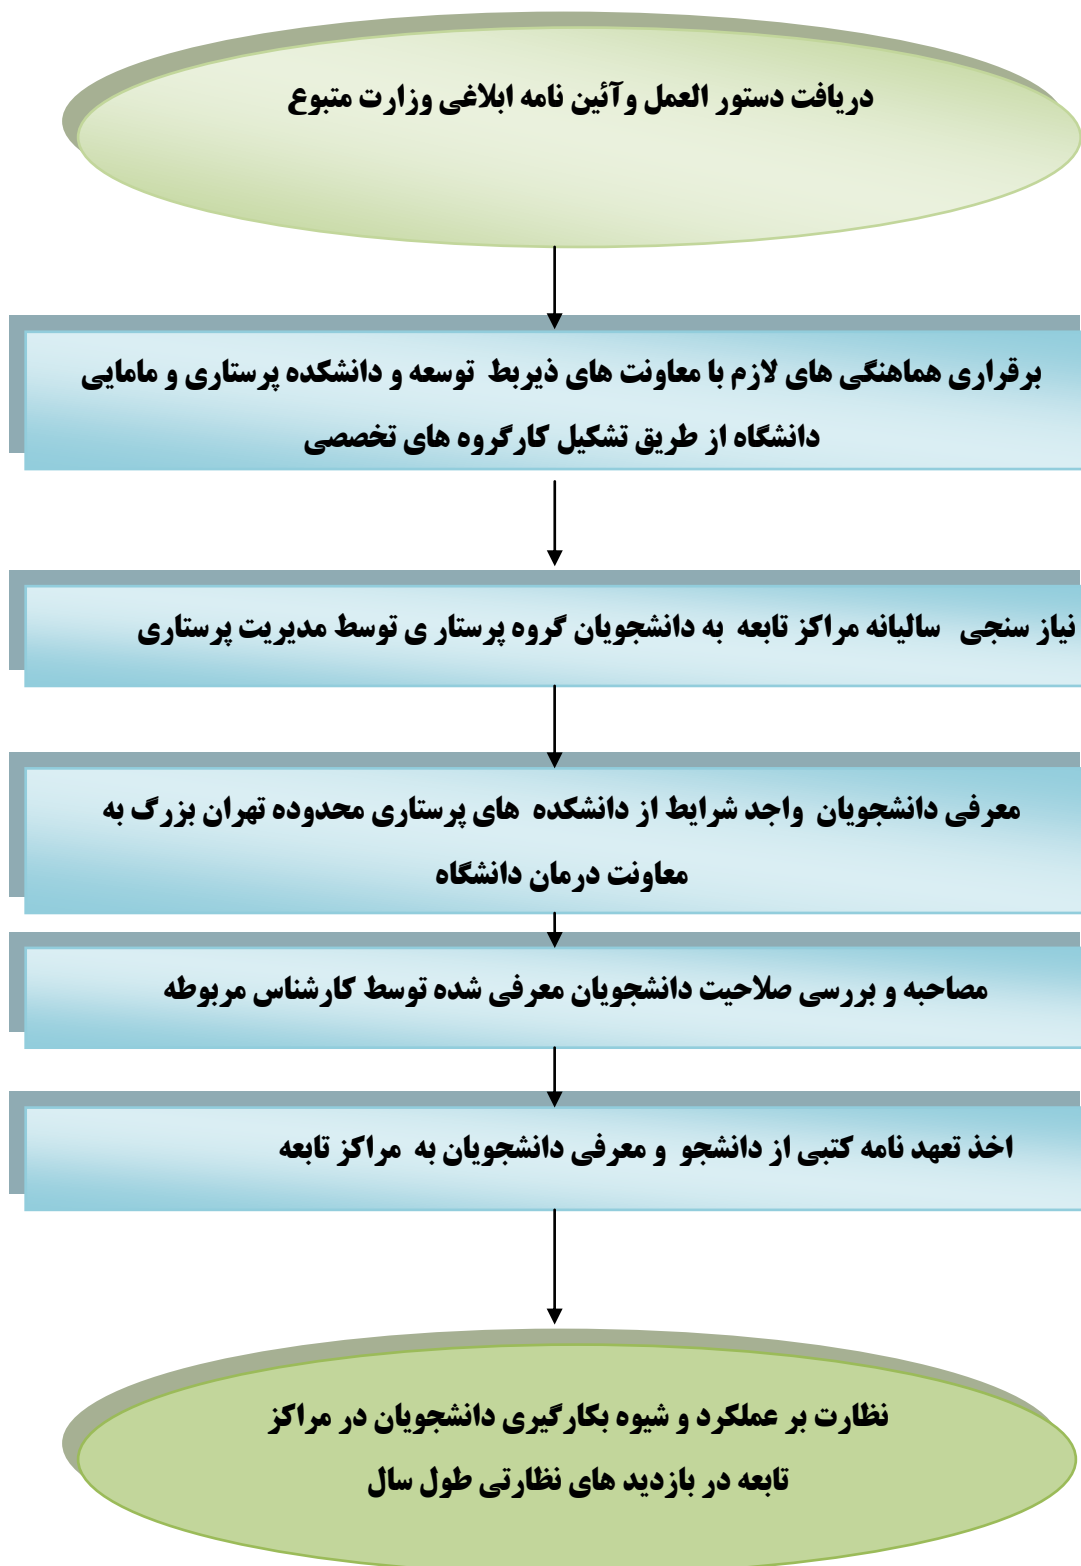 دریافت دستور العمل وآئین نامه ابلاغی وزارت متبوع
برقراری هماهنگی های لازم با معاونت های ذیربط توسعه و دانشکده پرستاری و مامایی
دانشگاه از طریق تشکیل کارگروه های تخصصی
نیاز سنجی سالیانه مراکز تابعه به دانشجویان گروه پرستار ی توسط مدیریت پرستاری
معرفی دانشجویان واجد شرایط از دانشکده های پرستاری محدوده تهران بزرگ به
معاونت درمان دانشگاه
مصاحبه و بررسی صلاحیت دانشجویان معرفی شده توسط کارشناس مربوطه
اخذ تعهد نامه کتبی از دانشجو و معرفی دانشجویان به مراکز تابعه
نظارت بر عملکرد و شیوه بکارگیری دانشجویان در مراکز
تابعه در بازدید های نظارتی طول سال